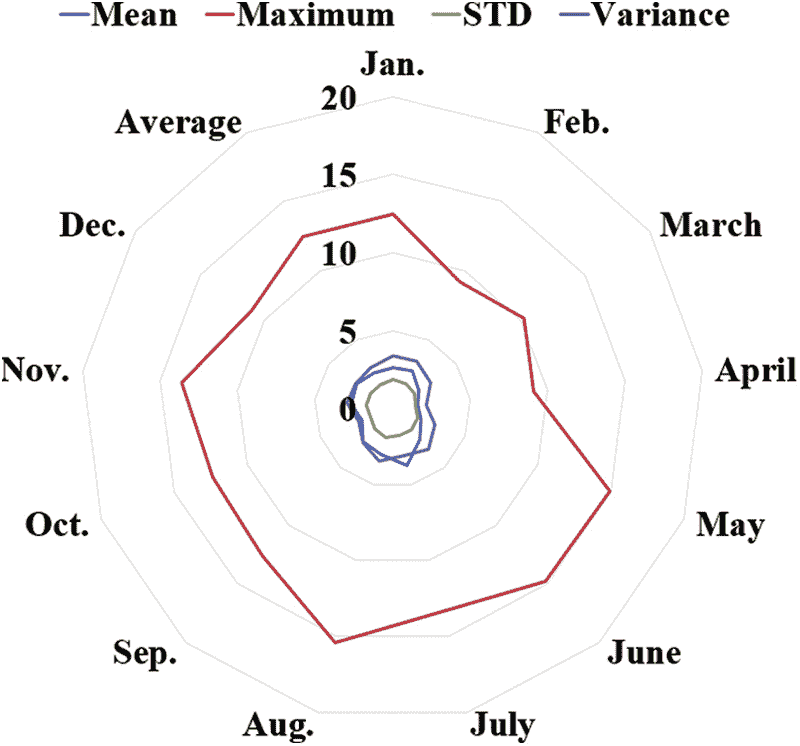 Mean Maximum STD Variance
Jan.
20
Average Feb.
15
Dec. March
10
5
Nov. April
0
Oct. May
Sep. June
Aug. July